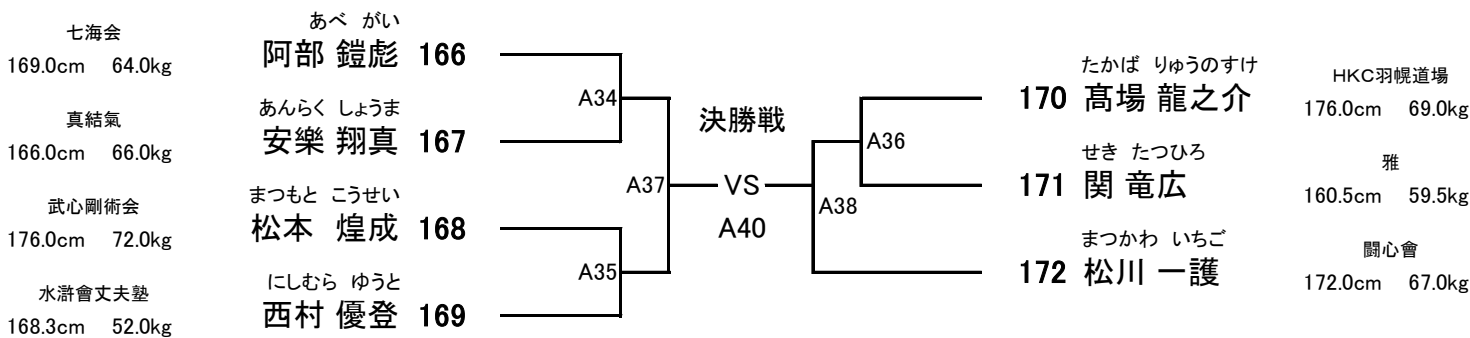 七海会
169.0cm 64.0kg
あべ がい
阿部 鎧彪 166
真結氣
166.0cm 66.0kg
あんらく しょうま
安樂 翔真 167
武心剛術会
176.0cm 72.0kg
まつもと こうせい
松本 煌成 168
水滸會丈夫塾
168.3cm 52.0kg
にしむら ゆうと
西村 優登 169
A34
A35
A37
決勝戦
VS
A40
A36
A38
たかば りゅうのすけ
170 髙場 龍之介
HKC羽幌道場
176.0cm 69.0kg
せき たつひろ
171 関 竜広
雅
160.5cm 59.5kg
まつかわ いちご
172 松川 一護
闘心會
172.0cm 67.0kg